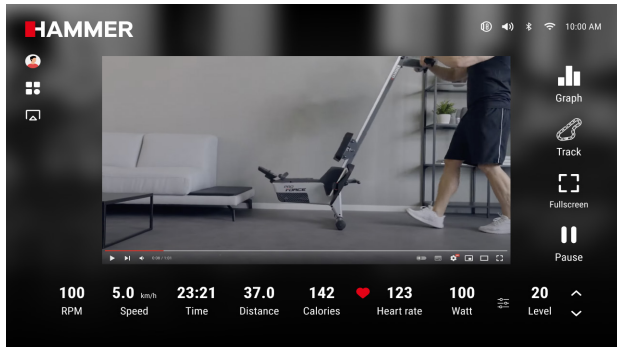 HAMMER
10:00 AM
Graph
Track
Fullscreen
Pause
FORCE
100 5.0 km/h 23:21 37.0 142 123 100 20
RPM Speed Time Distance Calories Heart rate Watt Level